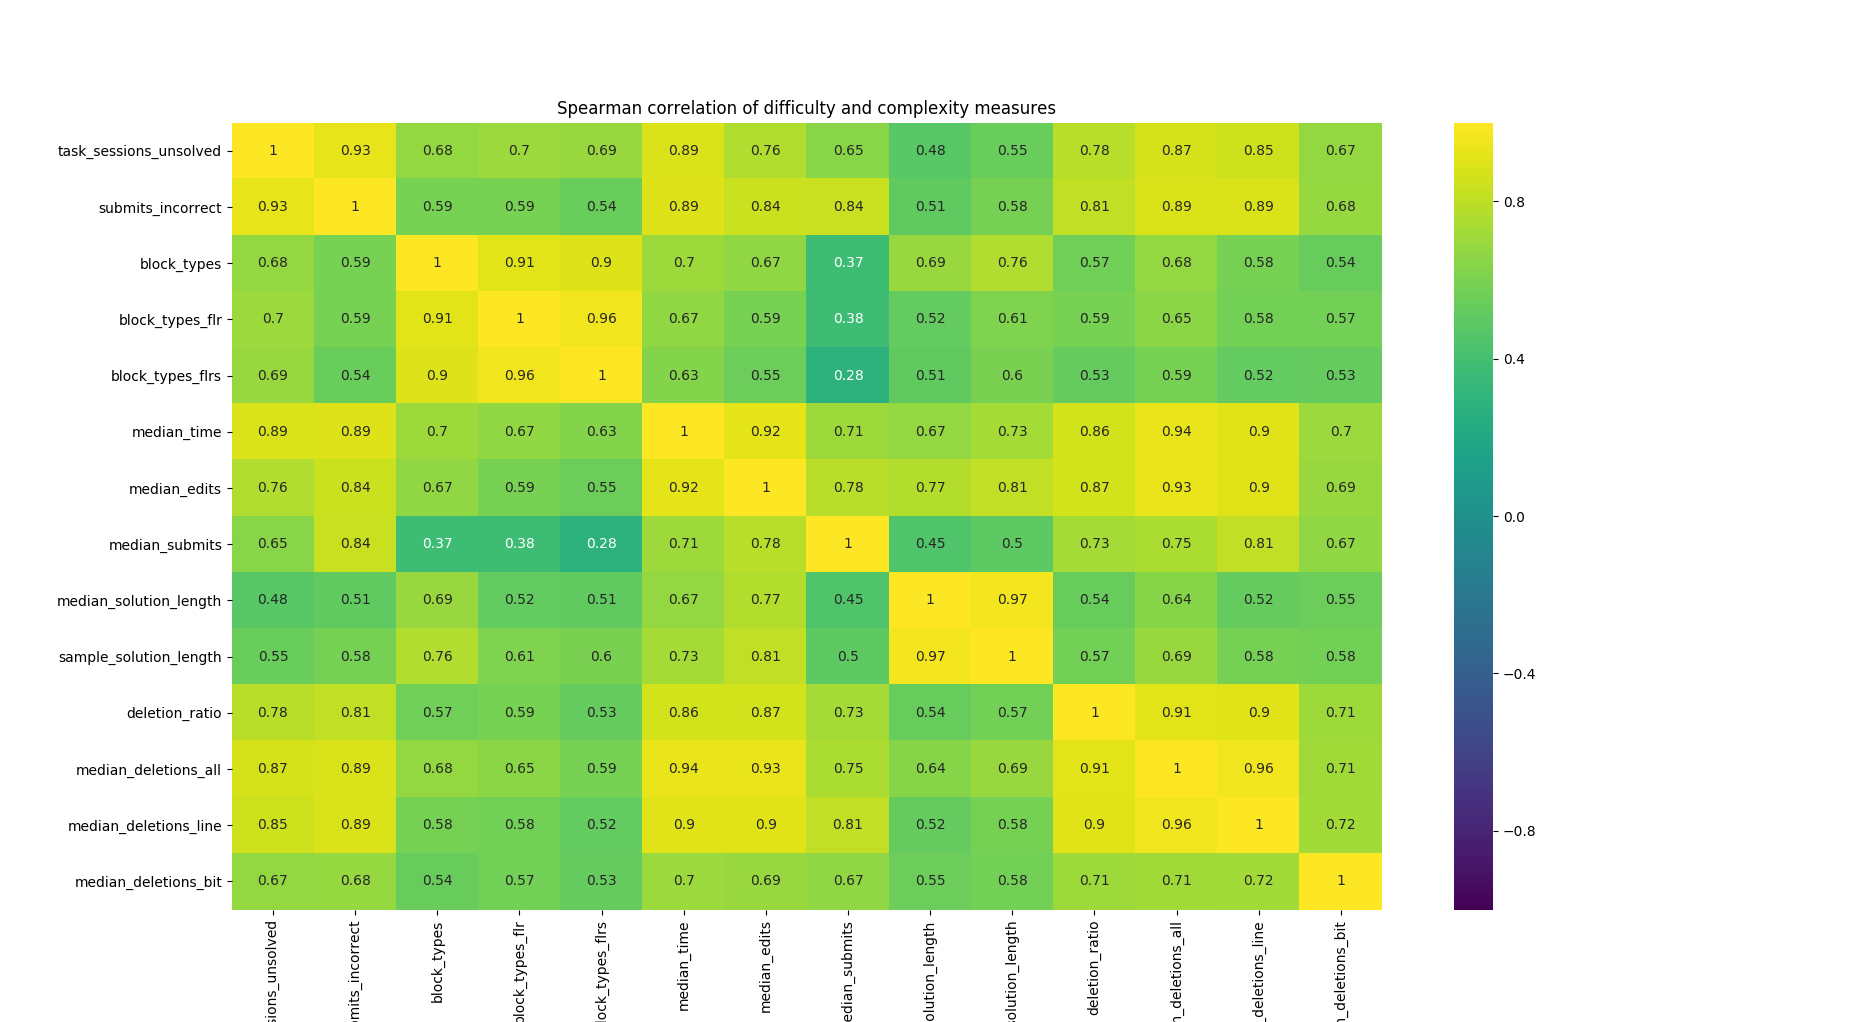 Spearman correlation of difficulty and complexity measures
task_sessions_unsolved 1 0.93 0.68 0.7 0.69 0.89 0.76 0.65 0.48 0.55 0.78 0.87 0.85 0.67
submits_incorrect 0.93 1 0.59 0.59 0.54 0.89 0.84 0.84 0.51 0.58 0.81 0.89 0.89 0.68
block_types 0.68 0.59 1 0.91 0.9 0.7 0.67 0.37 0.69 0.76 0.57 0.68 0.58 0.54
block_types_flr 0.7 0.59 0.91 1 0.96 0.67 0.59 0.38 0.52 0.61 0.59 0.65 0.58 0.57
block_types_flrs 0.69 0.54 0.9 0.96 1 0.63 0.55 0.28 0.51 0.6 0.53 0.59 0.52 0.53
median_time 0.89 0.89 0.7 0.67 0.63 1 0.92 0.71 0.67 0.73 0.86 0.94 0.9 0.7
median_edits 0.76 0.84 0.67 0.59 0.55 0.92 1 0.78 0.77 0.81 0.87 0.93 0.9 0.69
median_submits 0.65 0.84 0.37 0.38 0.28 0.71 0.78 1 0.45 0.5 0.73 0.75 0.81 0.67
median_solution_length 0.48 0.51 0.69 0.52 0.51 0.67 0.77 0.45 1 0.97 0.54 0.64 0.52 0.55
sample_solution_length 0.55 0.58 0.76 0.61 0.6 0.73 0.81 0.5 0.97 1 0.57 0.69 0.58 0.58
deletion_ratio 0.78 0.81 0.57 0.59 0.53 0.86 0.87 0.73 0.54 0.57 1 0.91 0.9 0.71
median_deletions_all 0.87 0.89 0.68 0.65 0.59 0.94 0.93 0.75 0.64 0.69 0.91 1 0.96 0.71
median_deletions_line 0.85 0.89 0.58 0.58 0.52 0.9 0.9 0.81 0.52 0.58 0.9 0.96 1 0.72
median_deletions_bit 0.67 0.68 0.54 0.57 0.53 0.7 0.69 0.67 0.55 0.58 0.71 0.71 0.72 1
sions_unsolved
omits_incorrect
block_types
block_types_flr
lock_types_flrs
median_time
median_edits
edian_submits
olution_length
solution_length
deletion_ratio
n_deletions_all
_deletions_line
n_deletions_bit
0.8
0.4
0.0
−0.4
−0.8